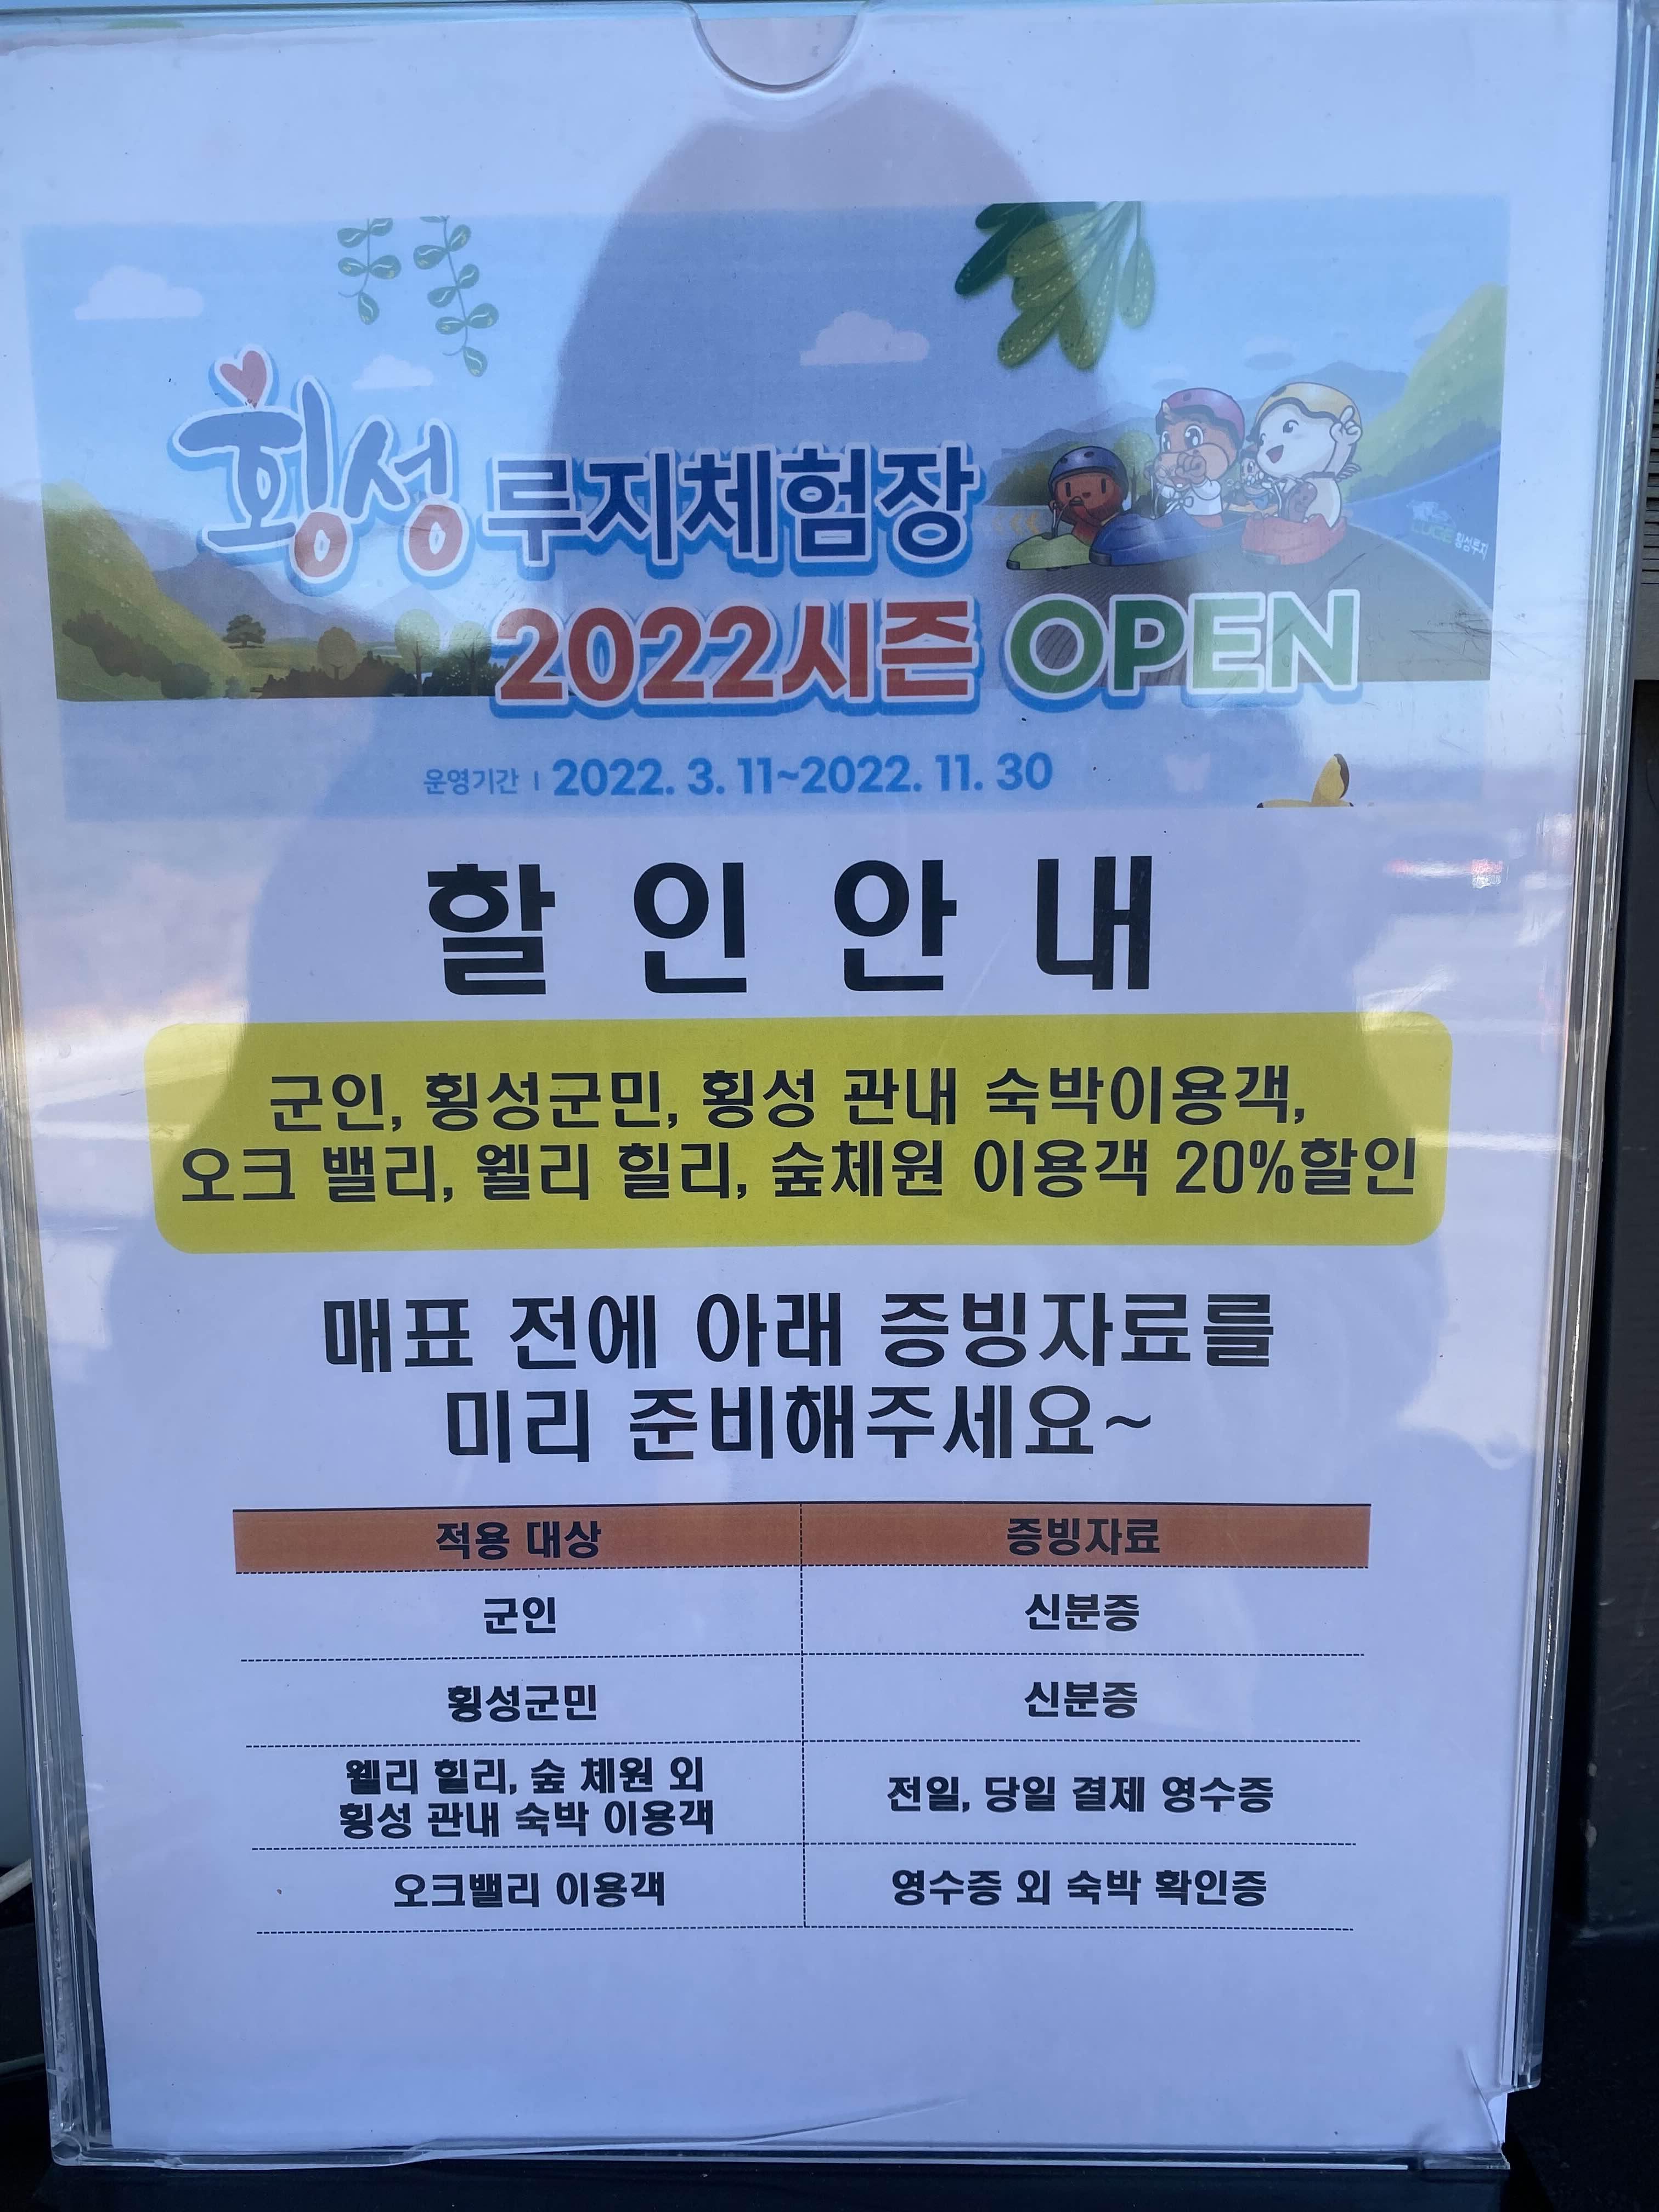 횡성 루지체험장
2022시즌 OPEN
LUGE 횡성루지
운영기간 | 2022. 3. 11~2022. 11. 30
할 인 안 내
군인, 횡성군민, 횡성 관내 숙박이용객,
오크 밸리, 웰리 힐리, 숲체원 이용객 20%할인
매표 전에 아래 증빙자료를
미리 준비해주세요~
적용 대상 증빙자료
군인 신분증
횡성군민 신분증
웰리 힐리, 숲 체원 외
횡성 관내 숙박 이용객 전일, 당일 결제 영수증
오크밸리 이용객 영수증 외 숙박 확인증